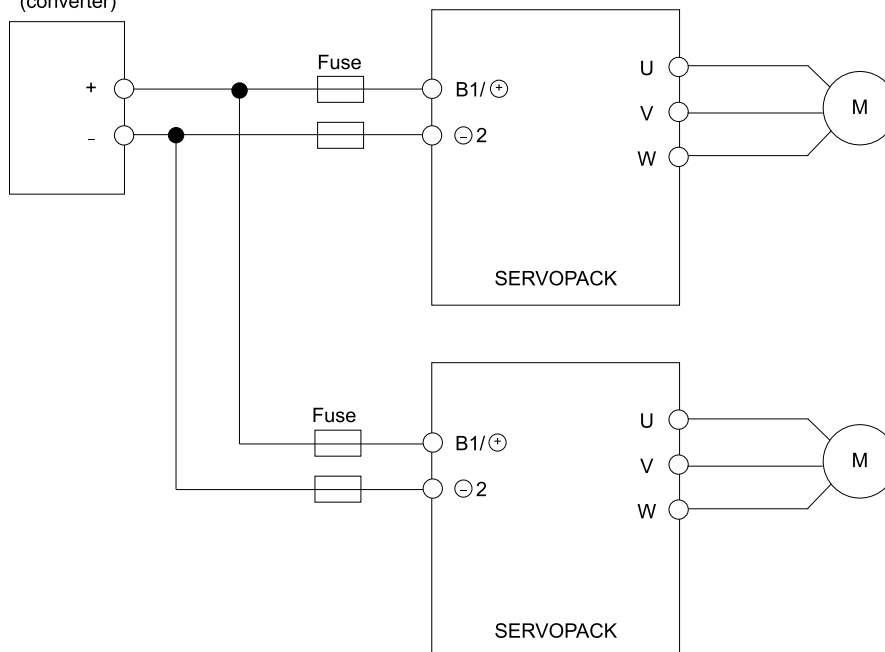 (converter)
+
–
Fuse
B1/⊕
⊖2
U
V
W
M
SERVOPACK
Fuse
B1/⊕
⊖2
U
V
W
M
SERVOPACK